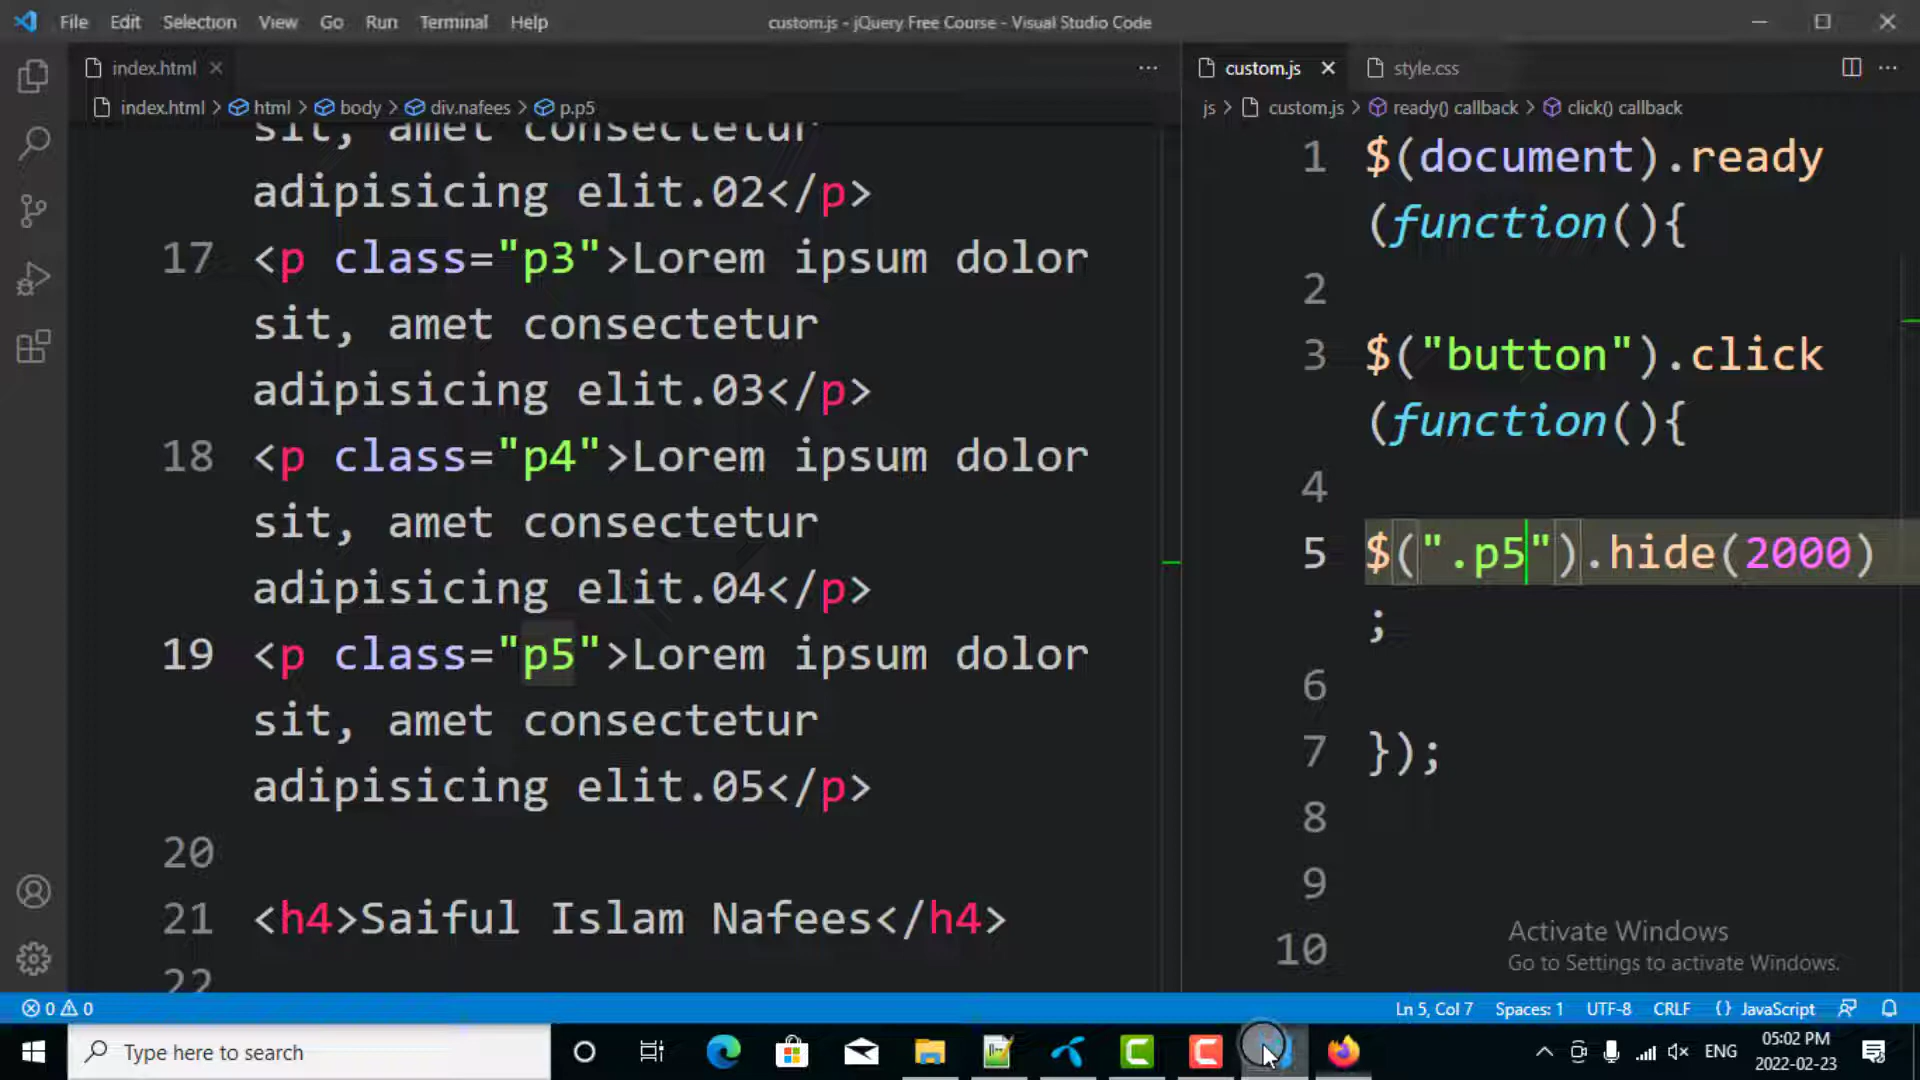 File Edit Selection View Go Run Terminal Help
custom.js - jQuery Free Course - Visual Studio Code
index.html
custom.js
style.css
index.html > html > body > div.nafees > p.p5
js > custom.js > ready() callback > click() callback
sit, amet consectetur
adipisicing elit.02</p>
17 <p class="p3">Lorem ipsum dolor
sit, amet consectetur
adipisicing elit.03</p>
18 <p class="p4">Lorem ipsum dolor
sit, amet consectetur
adipisicing elit.04</p>
19 <p class="p5">Lorem ipsum dolor
sit, amet consectetur
adipisicing elit.05</p>
20
21 <h4>Saiful Islam Nafees</h4>
22
1 $(document).ready
(function(){
2
3 $("button").click
(function(){
4
5 $(".p5").hide(2000)
;
6
7 });
8
9
10
Activate Windows
Go to Settings to activate Windows.
0 0
Ln 5, Col 7 Spaces: 1 UTF-8 CRLF {} JavaScript
Type here to search
ENG
05:02 PM
2022-02-23